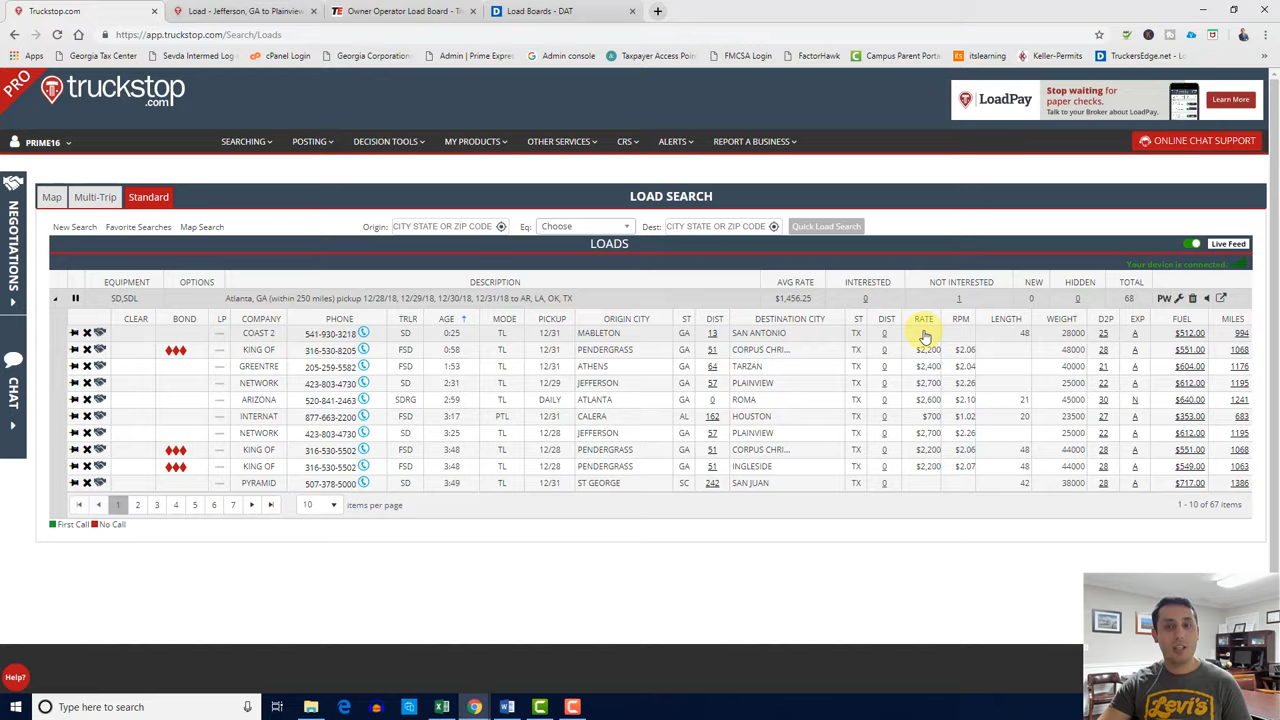 Truckstop.com
Load - Jefferson, GA to Plainview
Owner Operator Load Board - Tr
Load Boards - DAT
https://app.truckstop.com/Search/Loads
Georgia Tax Center
Sevda Intermed Log
cPanel Login
Georgia Corporation
Admin | Prime Expre
Admin console
Taxpayer Access Poin
FMCSA Login
FactorHawk
Campus Parent Porta
itslearning
Keller-Permits
TruckersEdge.net - Lo
PRO
truckstop
.com
LoadPay
Stop waiting for
paper checks.
Talk to your Broker about LoadPay.
Learn More
PRIME16
SEARCHING POSTING DECISION TOOLS MY PRODUCTS OTHER SERVICES CRS ALERTS REPORT A BUSINESS
ONLINE CHAT SUPPORT
NEGOTIATIONS
CHAT
Map Multi-Trip Standard
LOAD SEARCH
New Search Favorite Searches Map Search
Origin: CITY STATE OR ZIP CODE Eq: Choose Dest: CITY STATE OR ZIP CODE Quick Load Search
LOADS
Live Feed
Your device is connected.
EQUIPMENT OPTIONS DESCRIPTION AVG RATE INTERESTED NOT INTERESTED NEW HIDDEN TOTAL
SD,SDL Atlanta, GA (within 250 miles) pickup 12/28/18, 12/29/18, 12/30/18, 12/31/18 to AR, LA, OK, TX $1,456.25 0 1 0 0 68 PW
CLEAR BOND LP COMPANY PHONE TRLR AGE MODE PICKUP ORIGIN CITY ST DIST DESTINATION CITY ST DIST RATE RPM LENGTH WEIGHT D2P EXP FUEL MILES
— COAST 2 541-930-3218 SD 0:25 TL 12/31 MABLETON GA 13 SAN ANTONIO TX 0 48 28000 25 A $512.00 994
— KING OF 316-530-8205 FSD 0:58 TL 12/31 PENDERGRASS GA 51 CORPUS CHRI... TX 0 $2,200 $2.06 48000 28 A $551.00 1068
— GREENTRE 205-259-5582 FSD 1:53 TL 12/31 ATHENS GA 64 TARZAN TX 0 $2,400 $2.04 40000 21 A $604.00 1176
— NETWORK 423-803-4730 SD 2:31 TL 12/29 JEFFERSON GA 57 PLAINVIEW TX 0 $2,700 $2.26 25000 22 A $612.00 1195
— ARIZONA 520-841-2463 SDRG 2:59 TL DAILY ATLANTA GA 0 ROMA TX 0 $2,600 $2.10 21 45000 30 N $640.00 1241
— INTERNAT 877-663-2200 FSD 3:17 PTL 12/31 CALERA AL 162 HOUSTON TX 0 $700 $1.02 20 23500 27 A $353.00 683
— NETWORK 423-803-4730 SD 3:25 TL 12/28 JEFFERSON GA 57 PLAINVIEW TX 0 $2,700 $2.26 25000 22 A $612.00 1195
— KING OF 316-530-5502 FSD 3:48 TL 12/28 PENDERGRASS GA 51 CORPUS CHRI... TX 0 $2,200 $2.06 48 44000 28 A $551.00 1068
— KING OF 316-530-5502 FSD 3:48 TL 12/28 PENDERGRASS GA 51 INGLESIDE TX 0 $2,200 $2.07 48 44000 28 A $549.00 1063
— PYRAMID 507-378-5000 SD 3:49 TL 12/31 ST GEORGE SC 242 SAN JUAN TX 0 42 38000 28 A $717.00 1386
1 2 3 4 5 6 7 10 items per page 1 - 10 of 67 items
First Call No Call
Help?
LEVI'S
Type here to search